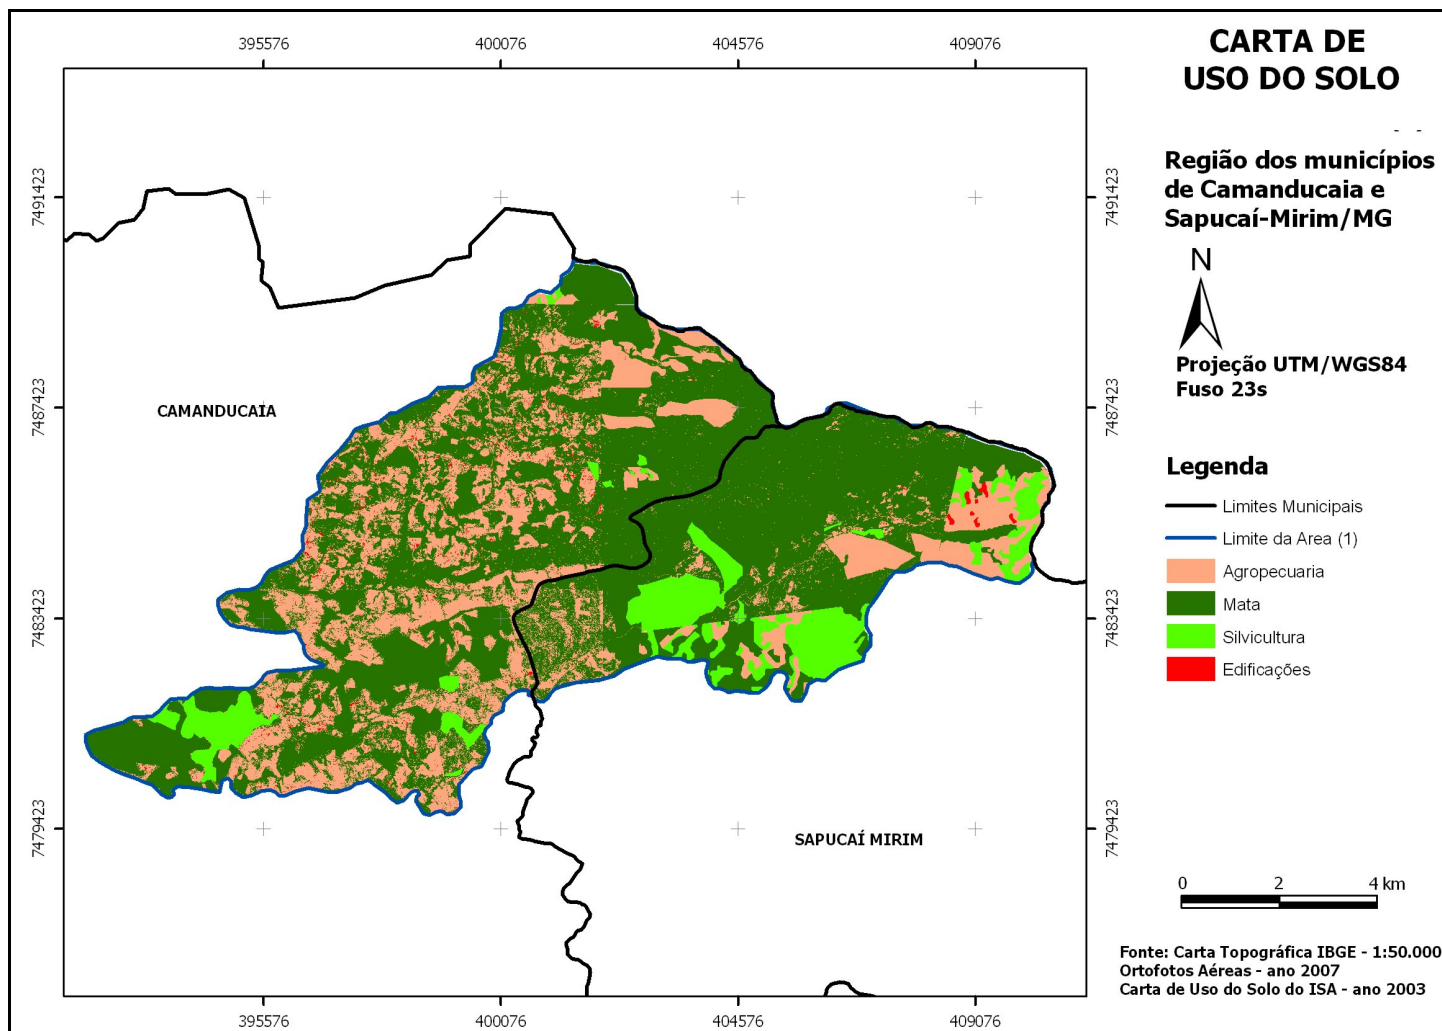 395576
400076
404576
409076
CARTA DE
USO DO SOLO
Região dos municípios
de Camanducaia e
Sapucaí-Mirim/MG
N
Projeção UTM/WGS84
Fuso 23s
7491423
7491423
7487423
7487423
7483423
7483423
7479423
7479423
CAMANDUCAIA
SAPUCAÍ MIRIM
Legenda
Limites Municipais
Limite da Area (1)
Agropecuaria
Mata
Silvicultura
Edificações
0 2 4 km
Fonte: Carta Topográfica IBGE - 1:50.000
Ortofotos Aéreas - ano 2007
Carta de Uso do Solo do ISA - ano 2003
395576
400076
404576
409076